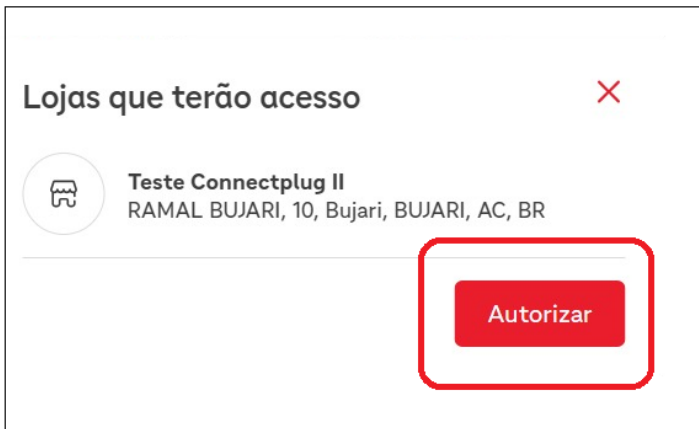 Lojas que terão acesso
Teste Connectplug II
RAMAL BUJARI, 10, Bujari, BUJARI, AC, BR
Autorizar